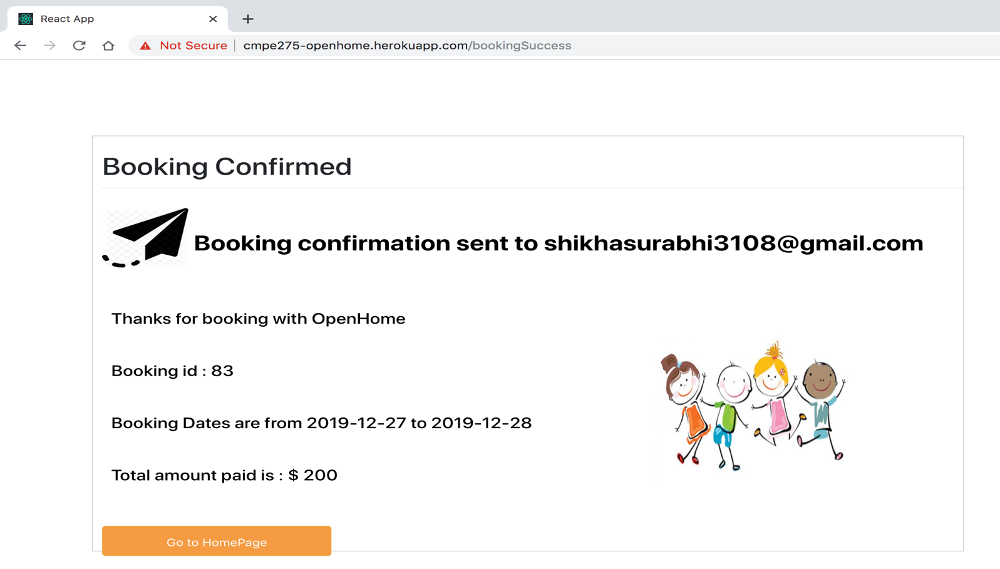 React App
Not Secure
cmpe275-openhome.herokuapp.com/bookingSuccess
Booking Confirmed
Booking confirmation sent to shikhasurabhi3108@gmail.com
Thanks for booking with OpenHome
Booking id : 83
Booking Dates are from 2019-12-27 to 2019-12-28
Total amount paid is : $ 200
Go to HomePage